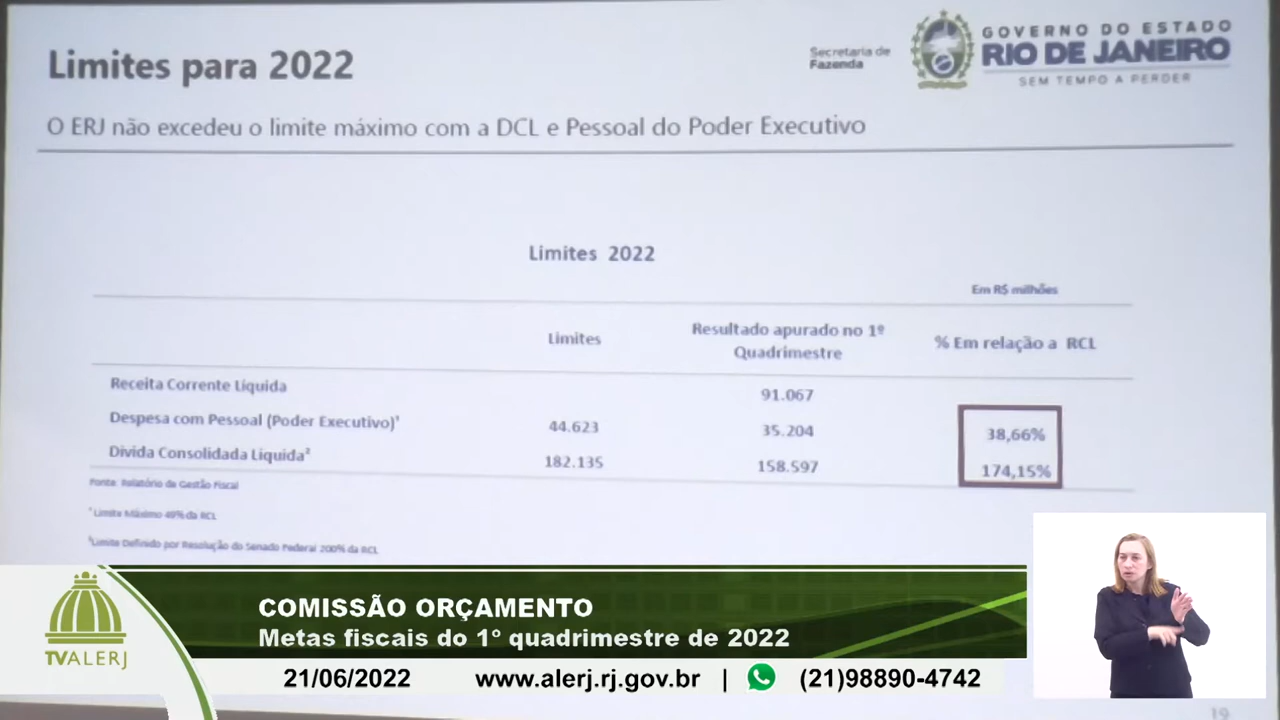 Limites para 2022
Secretaria de
Fazenda
GOVERNO DO ESTADO
RIO DE JANEIRO
SEM TEMPO A PERDER
O ERJ não excedeu o limite máximo com a DCL e Pessoal do Poder Executivo
Limites 2022
Em R$ milhões
Limites
Resultado apurado no 1º
Quadrimestre
% Em relação a RCL
Receita Corrente Líquida 91.067
Despesa com Pessoal (Poder Executivo)¹ 44.623 35.204 38,66%
Dívida Consolidada Líquida² 182.135 158.597 174,15%
Fonte: Relatório de Gestão Fiscal
¹ Limite Máximo 49% da RCL
²Limite Definido por Resolução do Senado Federal 200% da RCL
COMISSÃO ORÇAMENTO
Metas fiscais do 1º quadrimestre de 2022
TVALERJ
21/06/2022 www.alerj.rj.gov.br | (21)98890-4742
19